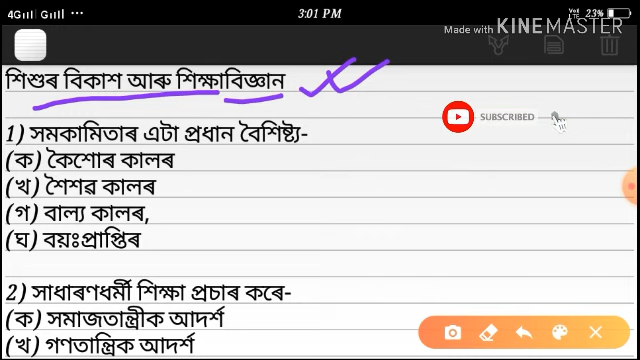 4G 4G ... 3:01 PM 23%
Made with KINEMASTER
শিশুৰ বিকাশ আৰু শিক্ষাবিজ্ঞান
SUBSCRIBED
1) সমকামিতাৰ এটা প্ৰধান বৈশিষ্ট্য-
(ক) কৈশোৰ কালৰ
(খ) শৈশৱ কালৰ
(গ) বাল্য কালৰ,
(ঘ) বয়ঃপ্ৰাপ্তিৰ
2) সাধাৰণধৰ্মী শিক্ষা প্ৰচাৰ কৰে-
(ক) সমাজতান্ত্ৰীক আদৰ্শ
(খ) গণতান্ত্ৰিক আদৰ্শ